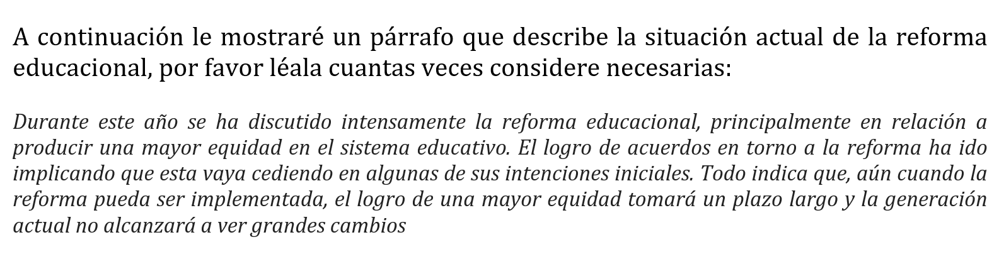 A continuación le mostraré un párrafo que describe la situación actual de la reforma
educacional, por favor léala cuantas veces considere necesarias:
Durante este año se ha discutido intensamente la reforma educacional, principalmente en relación a
producir una mayor equidad en el sistema educativo. El logro de acuerdos en torno a la reforma ha ido
implicando que esta vaya cediendo en algunas de sus intenciones iniciales. Todo indica que, aún cuando la
reforma pueda ser implementada, el logro de una mayor equidad tomará un plazo largo y la generación
actual no alcanzará a ver grandes cambios